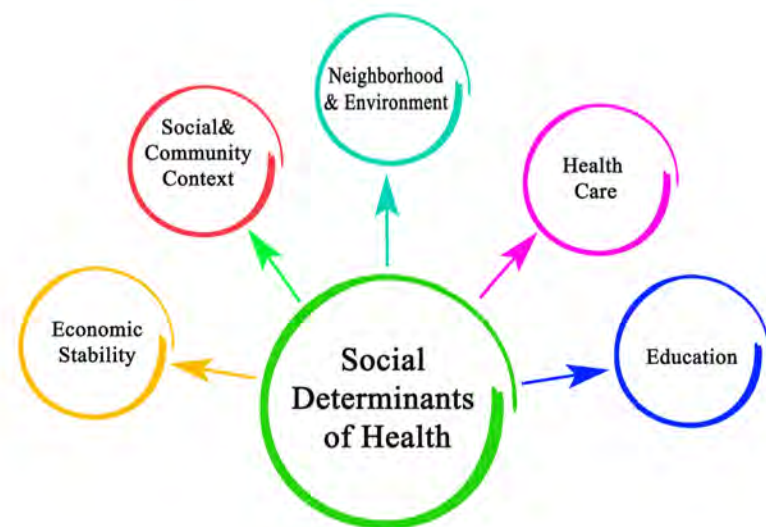 Neighborhood
& Environment
Social&
Community
Context
Health
Care
Economic
Stability
Education
Social
Determinants
of Health